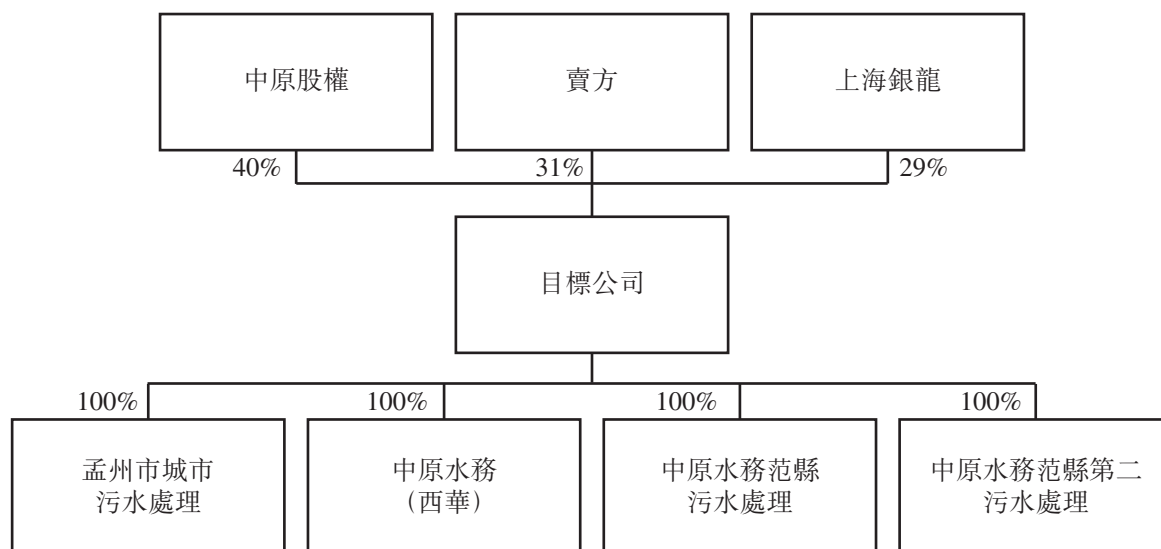 中原股權
賣方
上海銀龍
40%
31%
29%
目標公司
100%
100%
100%
100%
孟州市城市
污水處理
中原水務
(西華)
中原水務范縣
污水處理
中原水務范縣第二
污水處理